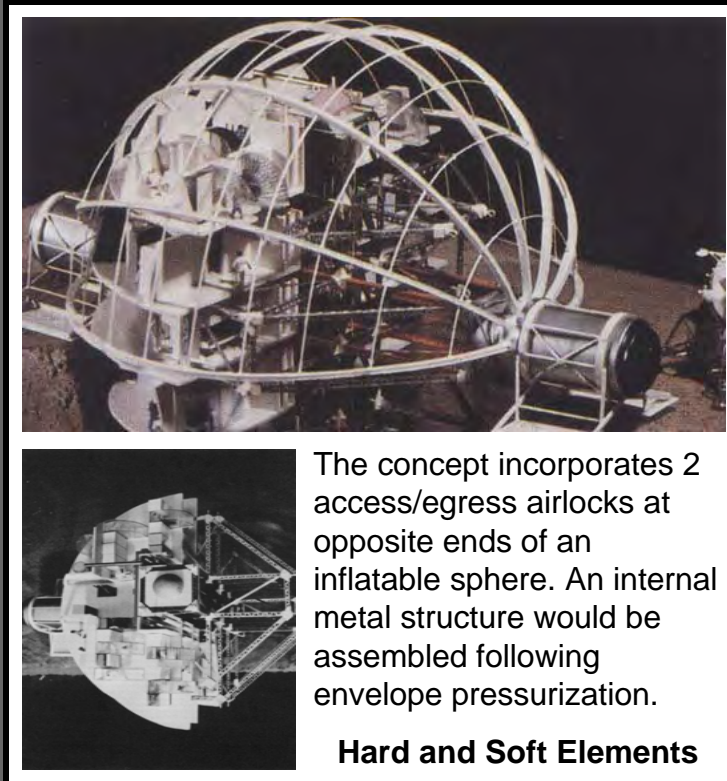 The concept incorporates 2
access/egress airlocks at
opposite ends of an
inflatable sphere. An internal
metal structure would be
assembled following
envelope pressurization.
Hard and Soft Elements